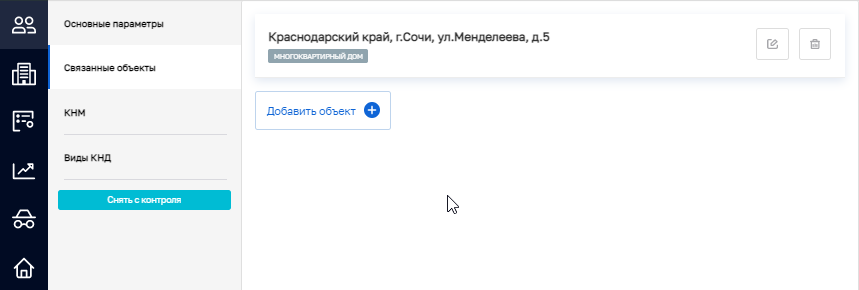 Основные параметры
Связанные объекты
КНМ
Виды КНД
Снять с контроля
Краснодарский край, г.Сочи, ул.Менделеева, д.5
МНОГОКВАРТИРНЫЙ ДОМ
Добавить объект